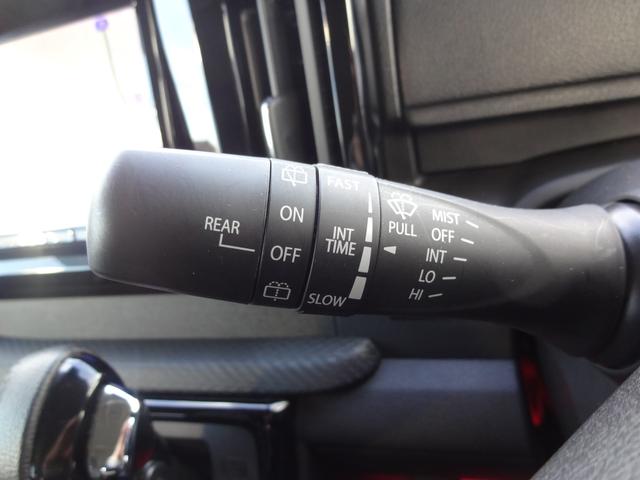 REAR
ON
OFF
FAST
INT
TIME
SLOW
PULL
MIST
OFF
INT
LO
HI